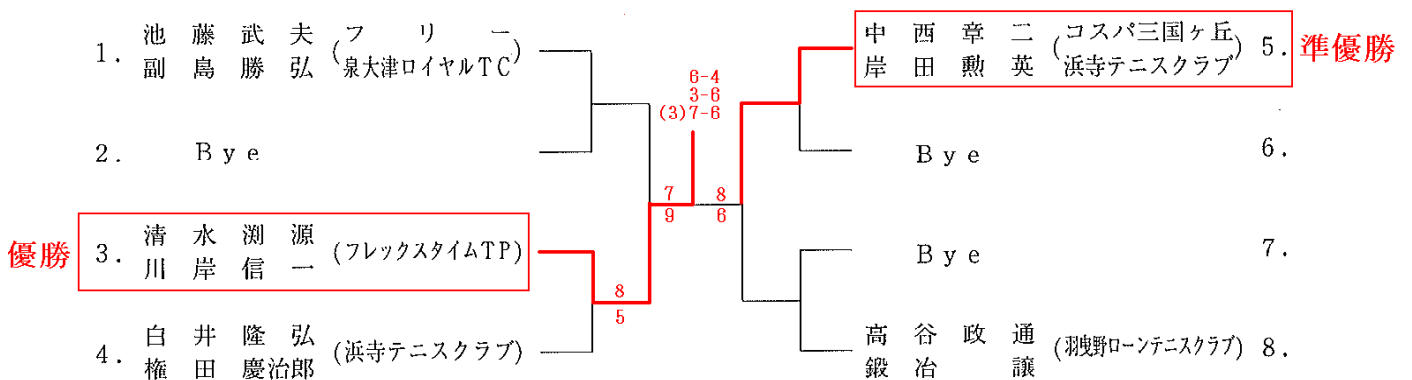 1. 池藤武夫 (フリー
副島勝弘 泉大津ロイヤルTC)
2. Bye
優勝 3. 清水渕源 (フレックスタイムTP)
川岸信一
4. 白井隆弘 (浜寺テニスクラブ)
権田慶治郎
8
5
7
9
6-4
3-6
(3)7-6
8
6
中西章二 (コスパ三国ヶ丘 5. 準優勝
岸田勲英 浜寺テニスクラブ)
Bye 6.
Bye 7.
高谷政通 (羽曳野ローンテニスクラブ) 8.
鍛冶譲